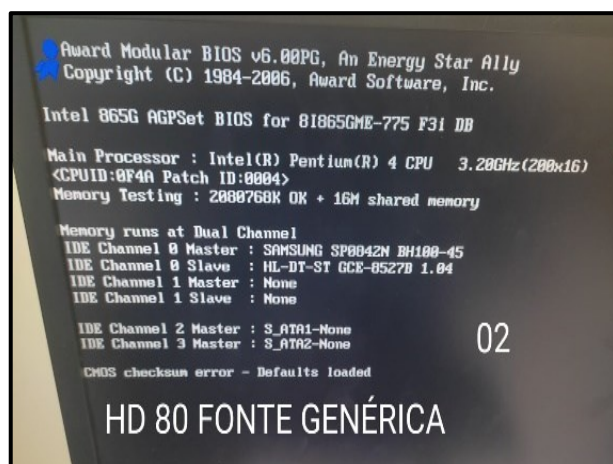 Award Modular BIOS v6.00PG, An Energy Star Ally
Copyright (C) 1984-2006, Award Software, Inc.
Intel 865G AGPSet BIOS for 8I865GME-775 F3i DB
Main Processor : Intel(R) Pentium(R) 4 CPU 3.20GHz(200x16)
<CPUID:0F4A Patch ID:0004>
Memory Testing : 2080768K OK + 16M shared memory
Memory runs at Dual Channel
IDE Channel 0 Master : SAMSUNG SP0842N BH100-45
IDE Channel 0 Slave : HL-DT-ST GCE-8527B 1.04
IDE Channel 1 Master : None
IDE Channel 1 Slave : None
IDE Channel 2 Master : S_ATA1-None
IDE Channel 3 Master : S_ATA2-None
02
CMOS checksum error - Defaults loaded
HD 80 FONTE GENÉRICA